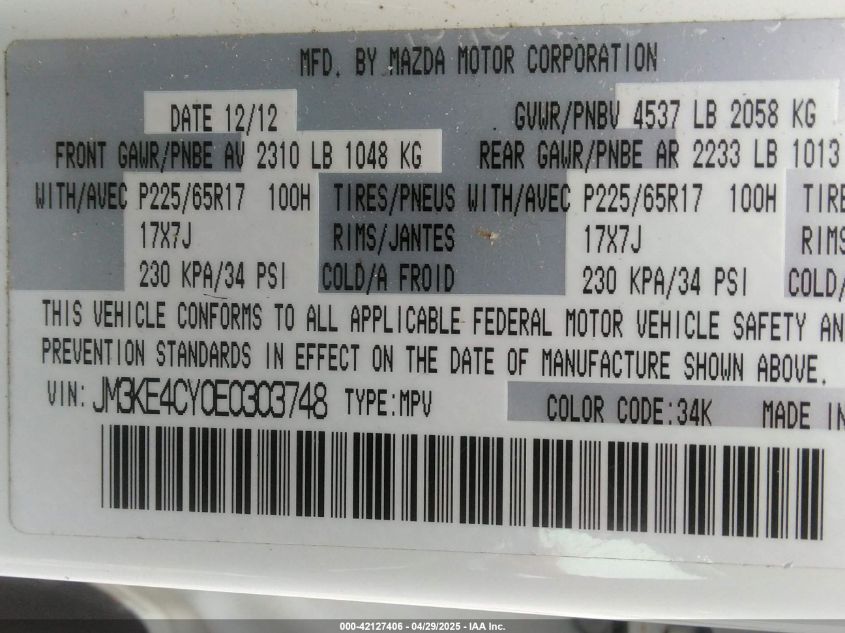 MFD. BY MAZDA MOTOR CORPORATION
DATE 12/12 GVWR/PNBV 4537 LB 2058 KG
FRONT GAWR/PNBE AV 2310 LB 1048 KG REAR GAWR/PNBE AR 2233 LB 1013
WITH/AVEC P225/65R17 100H TIRES/PNEUS WITH/AVEC P225/65R17 100H TIRE
17X7J RIMS/JANTES 17X7J RIMS
230 KPA/34 PSI COLD/A FROID 230 KPA/34 PSI COLD/
THIS VEHICLE CONFORMS TO ALL APPLICABLE FEDERAL MOTOR VEHICLE SAFETY AN
PREVENTION STANDARDS IN EFFECT ON THE DATE OF MANUFACTURE SHOWN ABOVE.
VIN: JM3KE4CY0E0303748 TYPE:MPV COLOR CODE:34K MADE IN
000-42127406 - 04/29/2025 - IAA Inc.